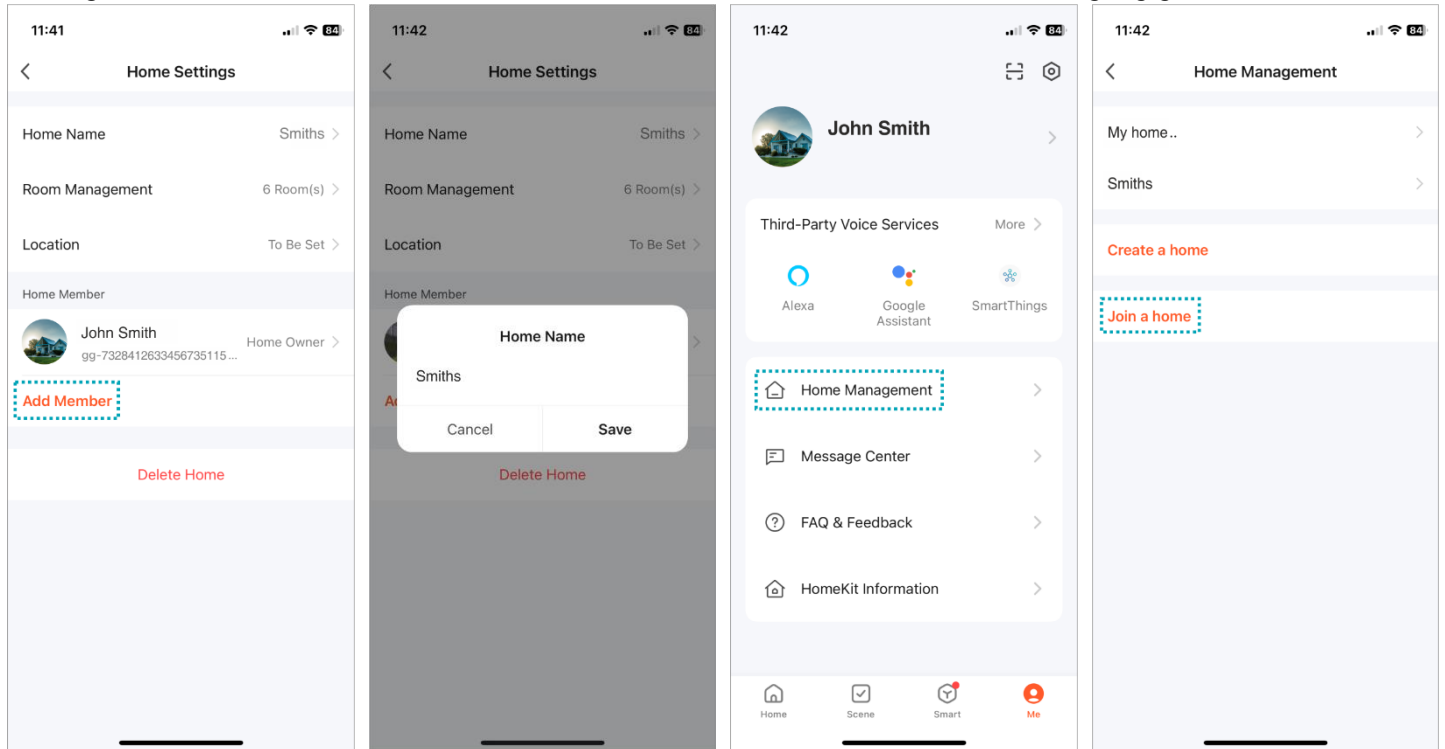 11:41
84
Home Settings
Home Name
Smiths
Room Management
6 Room(s)
Location
To Be Set
Home Member
John Smith
gg-7328412633456735115...
Home Owner
Add Member
Delete Home
11:42
84
Home Settings
Home Name
Smiths
Room Management
6 Room(s)
Location
To Be Set
Home Member
Home Name
Smiths
Cancel
Save
Delete Home
11:42
84
John Smith
Third-Party Voice Services
More
Alexa
Google
Assistant
SmartThings
Home Management
Message Center
FAQ & Feedback
HomeKit Information
Home
Scene
Smart
Me
11:42
84
Home Management
My home..
Smiths
Create a home
Join a home